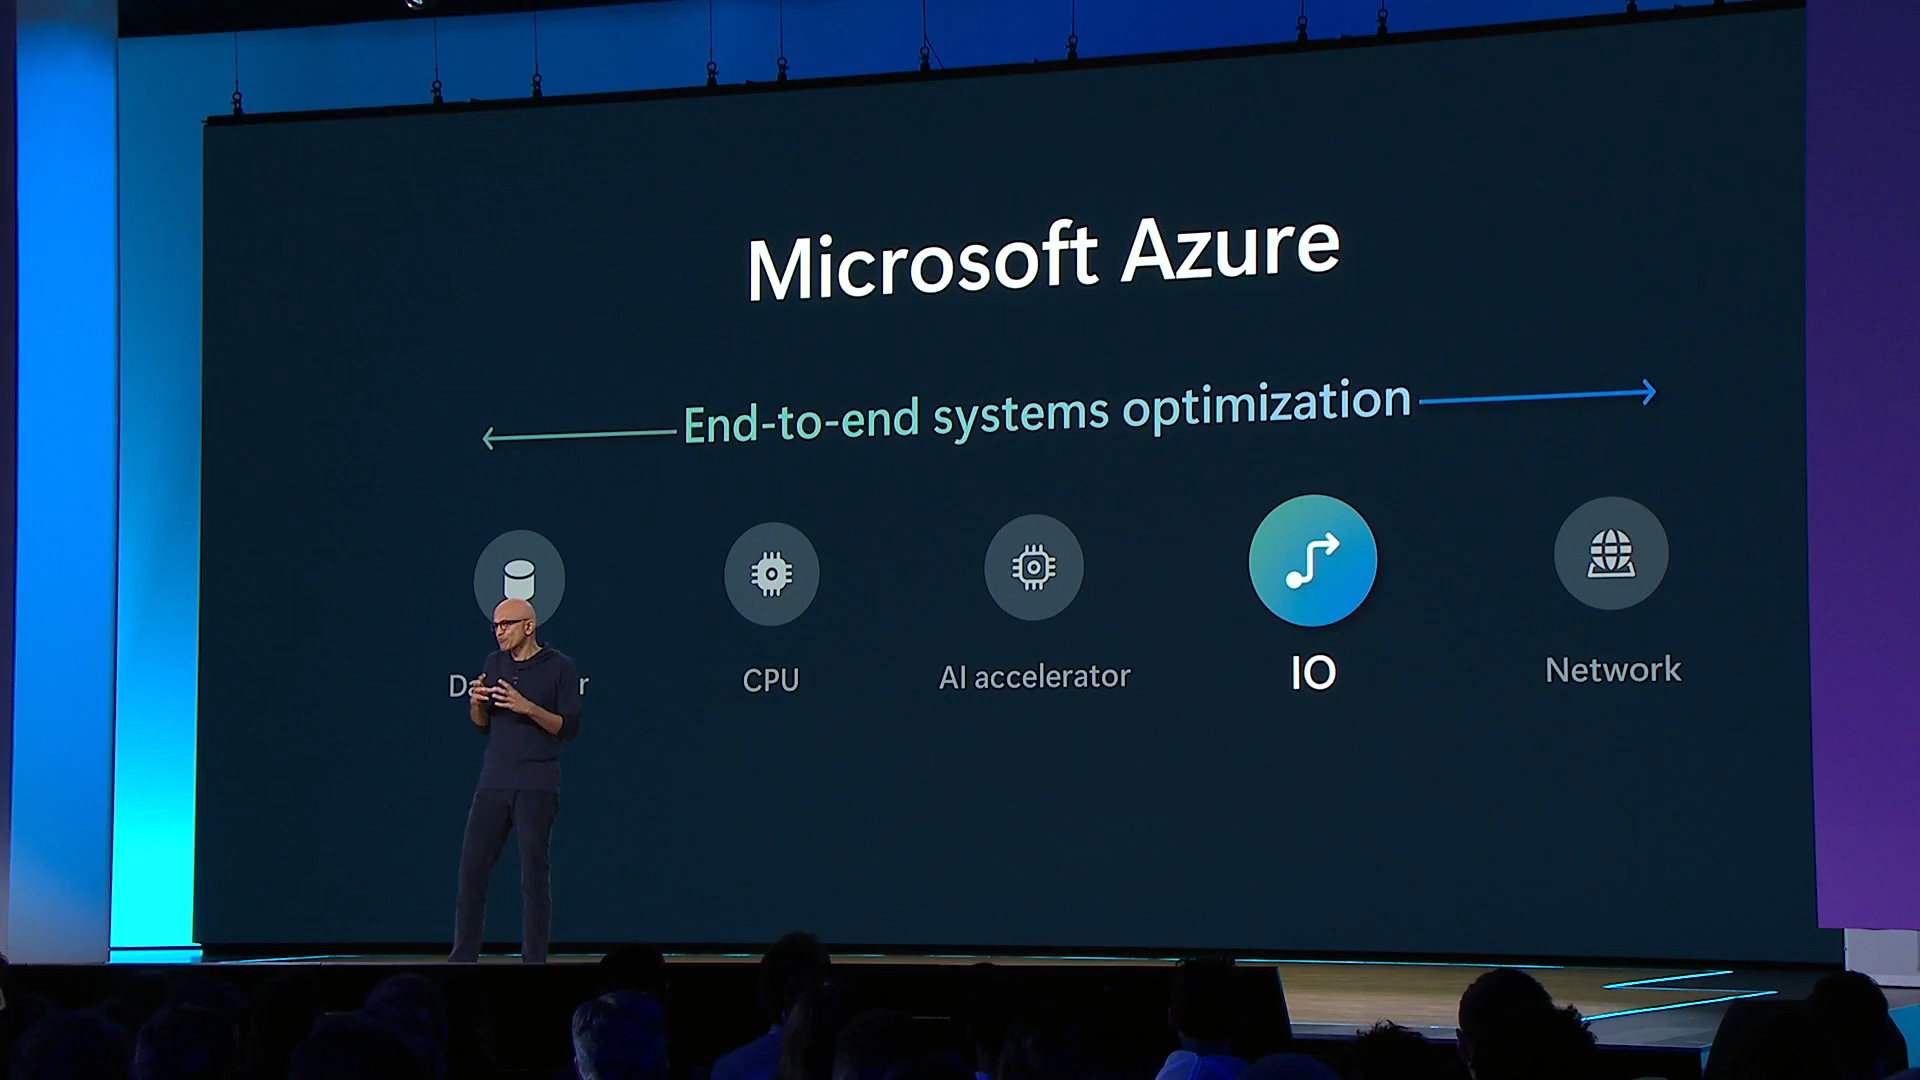 Microsoft Azure
End-to-end systems optimization
CPU
AI accelerator
IO
Network